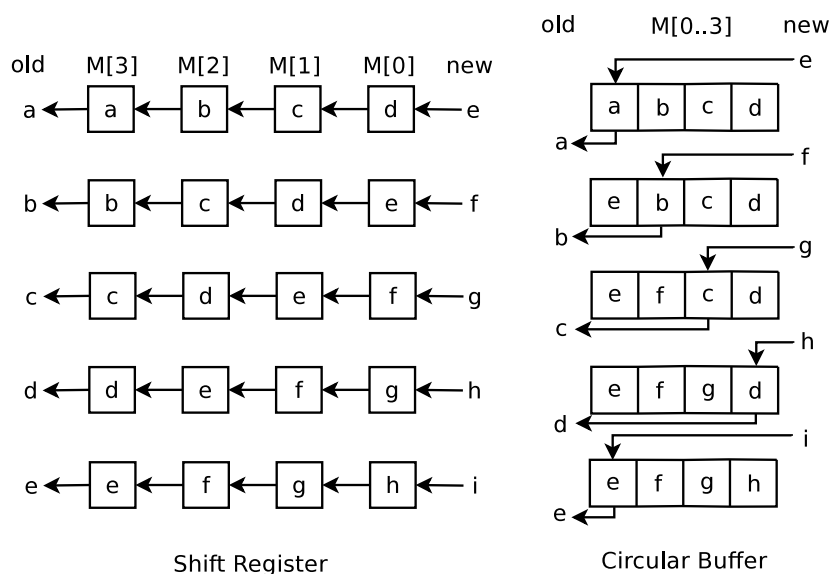 old M[3] M[2] M[1] M[0] new
a a b c d e
b b c d e f
c c d e f g
d d e f g h
e e f g h i
Shift Register
old M[0..3] new
e
a b c d
a
f
e b c d
b
g
e f c d
c
h
e f g d
d
i
e f g h
e
Circular Buffer